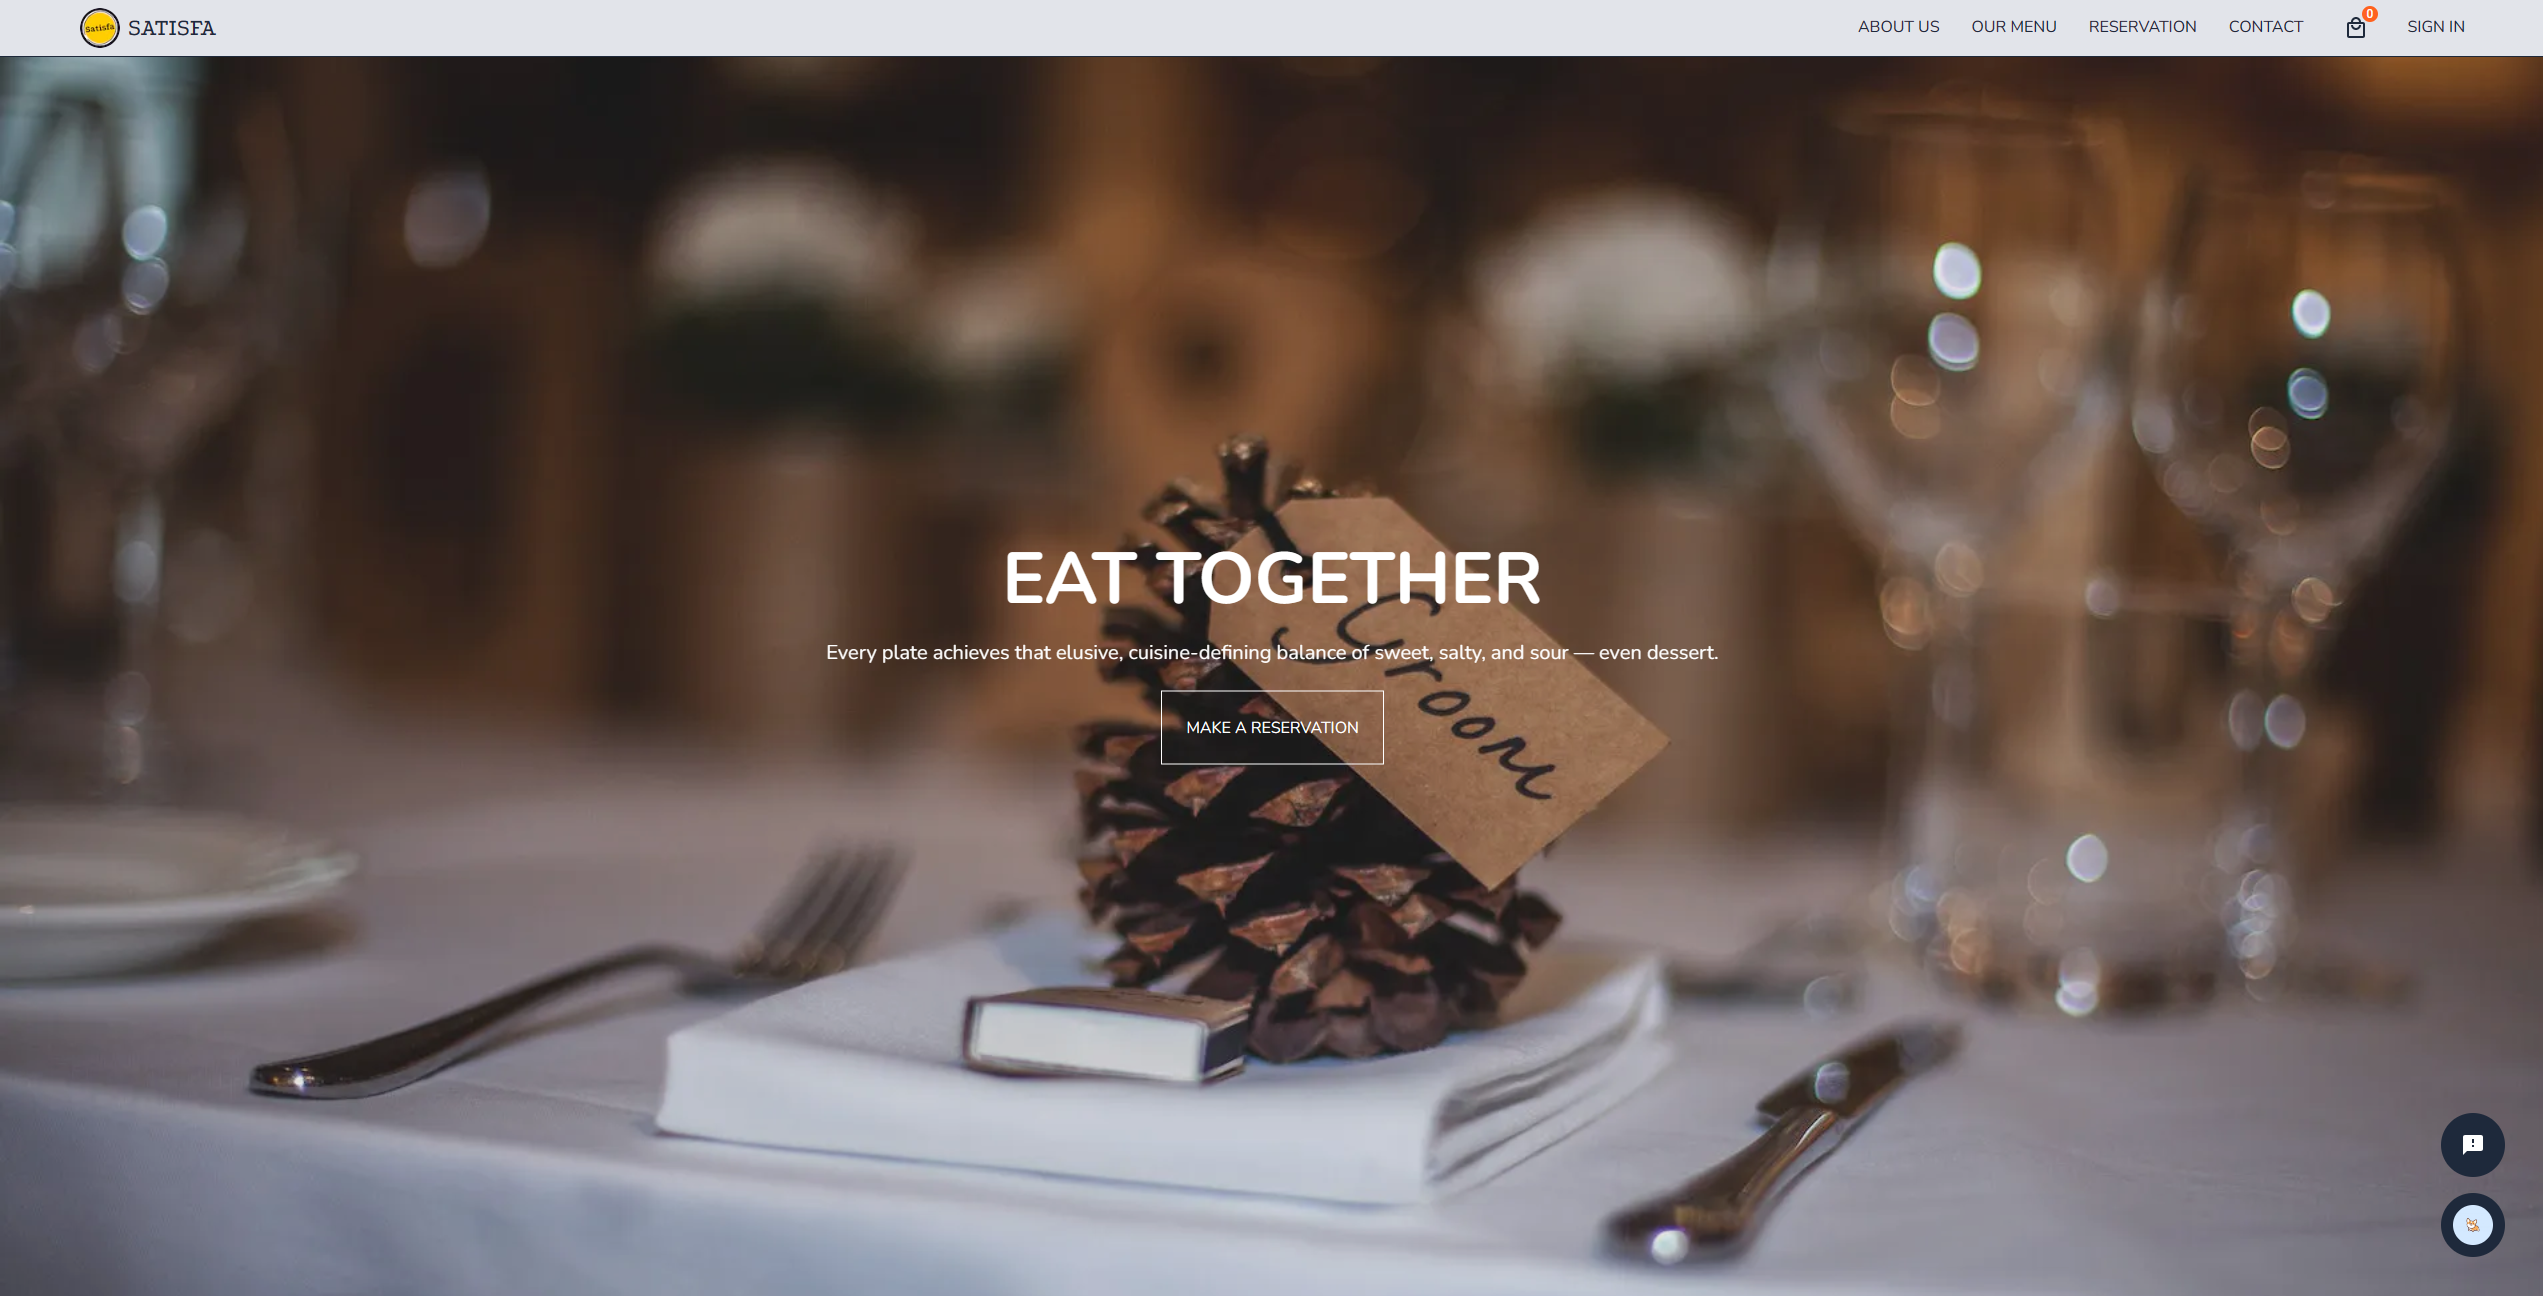 Satisfa
SATISFA
ABOUT US
OUR MENU
RESERVATION
CONTACT
0
SIGN IN
EAT TOGETHER
Groom
Every plate achieves that elusive, cuisine-defining balance of sweet, salty, and sour — even dessert.
MAKE A RESERVATION